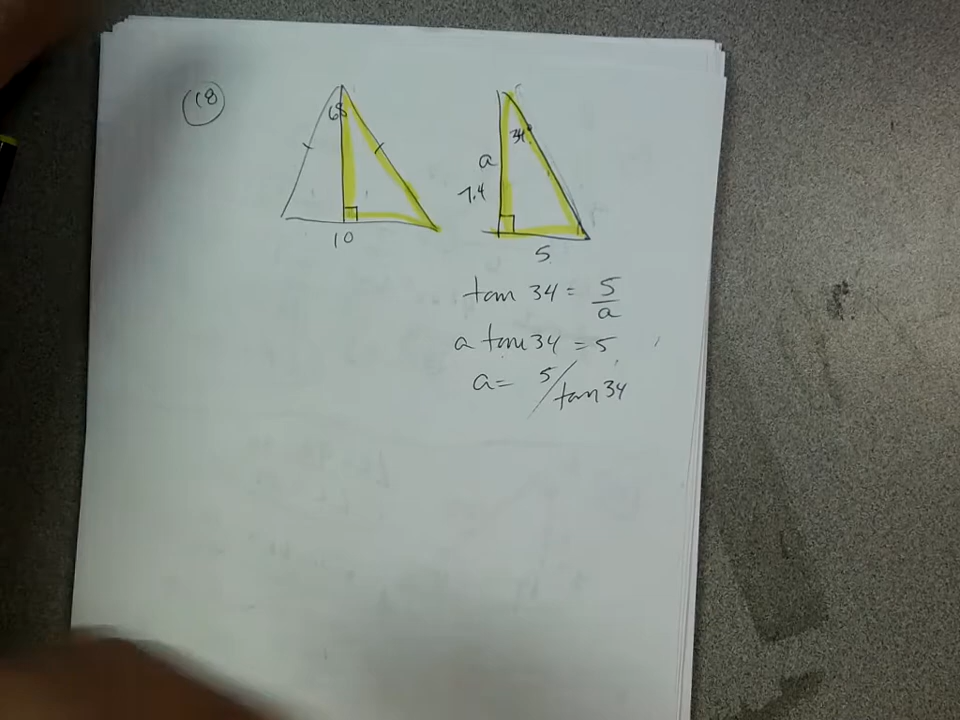 18
68
10
34°
a
7.4
5
tan 34 = 5/a
a tan 34 = 5
a = 5/tan 34